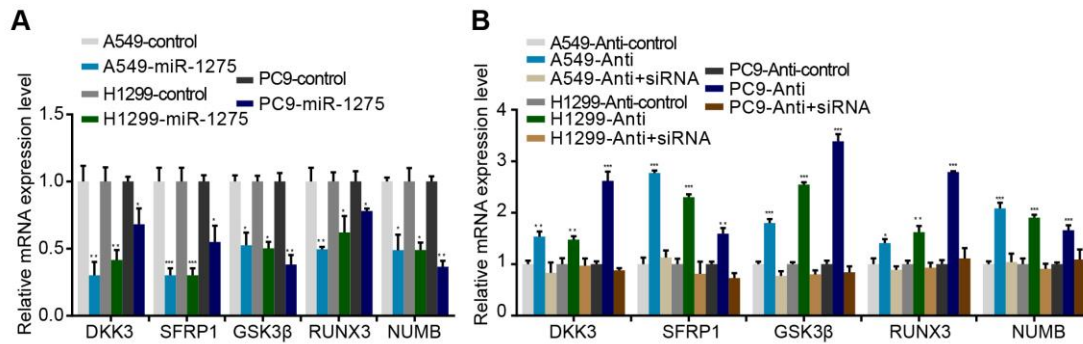 A
A549-control
A549-miR-1275
H1299-control
H1299-miR-1275
PC9-control
PC9-miR-1275
Relative mRNA expression level
1.5
1.0
0.5
0.0
** ** * *** *** * * * ** ** * * * * **
DKK3 SFRP1 GSK3β RUNX3 NUMB
B
A549-Anti-control
A549-Anti
A549-Anti+siRNA
H1299-Anti-control
H1299-Anti
H1299-Anti+siRNA
PC9-Anti-control
PC9-Anti
PC9-Anti+siRNA
Relative mRNA expression level
4
3
2
1
0
** ** *** *** *** ** *** *** *** * ** *** *** *** ***
DKK3 SFRP1 GSK3β RUNX3 NUMB